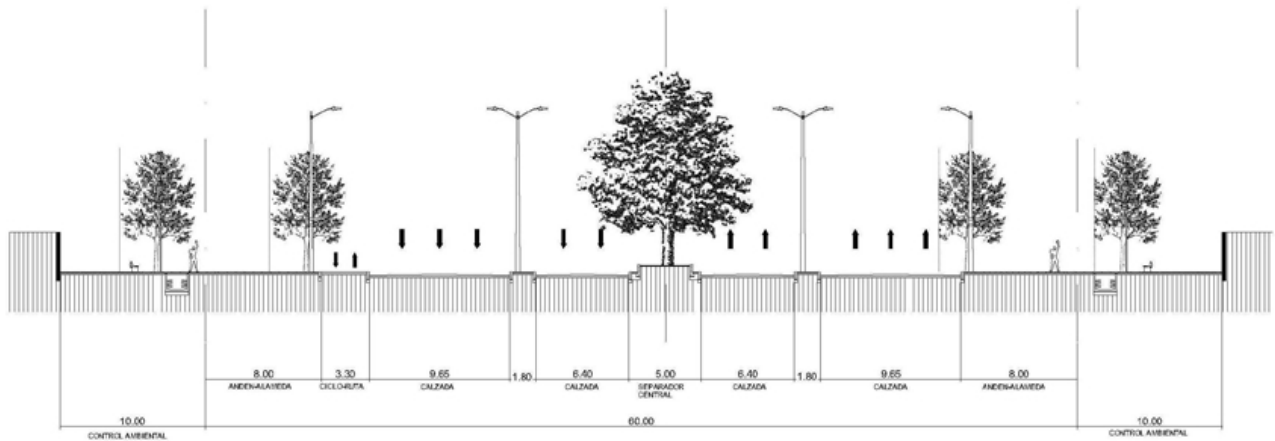 8.00 3.30 9.65 1.80 6.40 5.00 6.40 1.80 9.65 8.00
ANDEN-ALAMEDA CICLO-RUTA CALZADA CALZADA SEPARADOR CALZADA CALZADA ANDEN-ALAMEDA
CENTRAL
10.00 60.00 10.00
CONTROL AMBIENTAL CONTROL AMBIENTAL